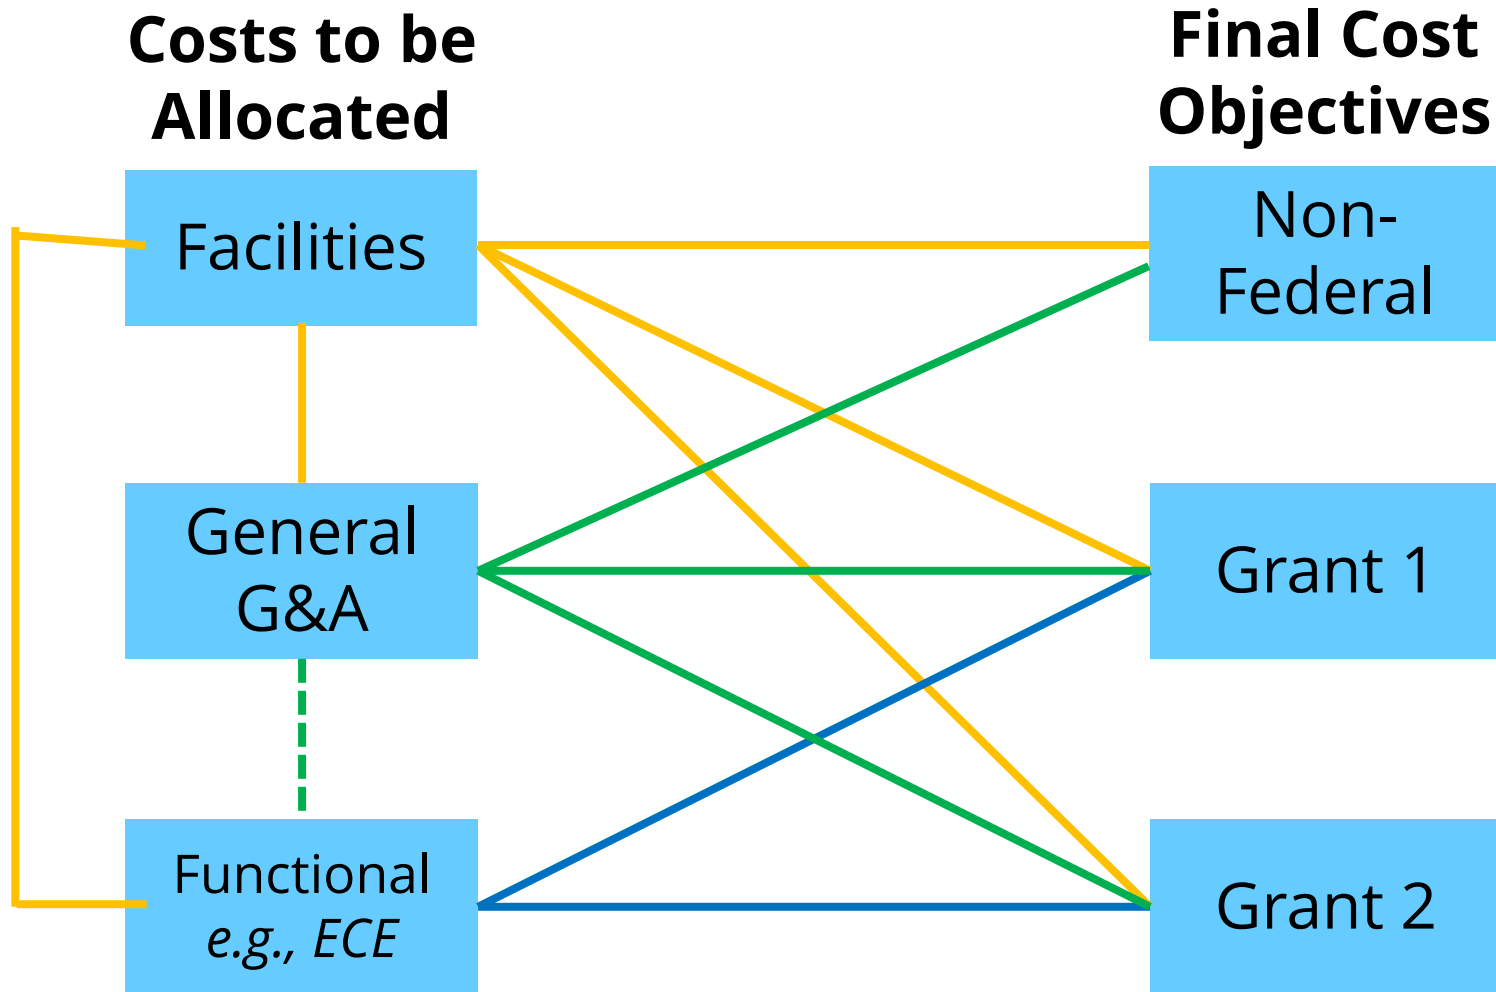 Costs to be
Allocated
Final Cost
Objectives
Facilities
Non-
Federal
General
G&A
Grant 1
Functional
e.g., ECE
Grant 2